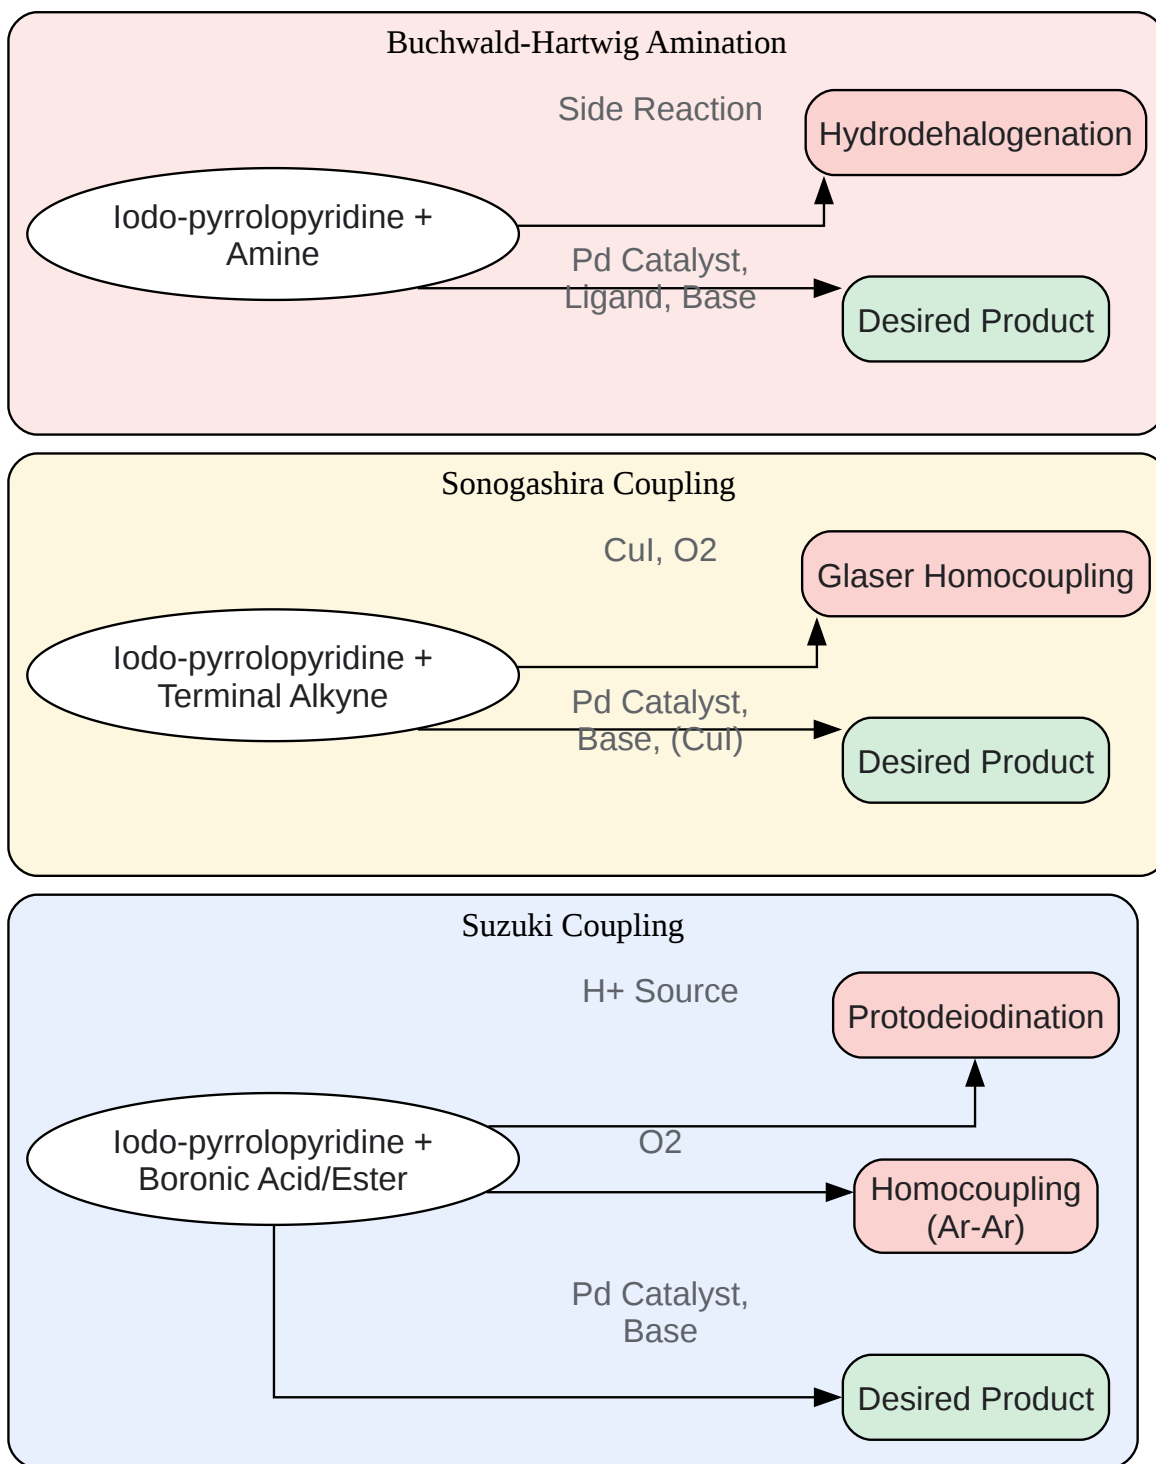 Buchwald-Hartwig Amination
Side Reaction
Hydrodehalogenation
Iodo-pyrrolopyridine +
Amine
Pd Catalyst,
Ligand, Base
Desired Product
Sonogashira Coupling
CuI, O2
Glaser Homocoupling
Iodo-pyrrolopyridine +
Terminal Alkyne
Pd Catalyst,
Base, (CuI)
Desired Product
Suzuki Coupling
H+ Source
Protodeiodination
Iodo-pyrrolopyridine +
Boronic Acid/Ester
O2
Homocoupling
(Ar-Ar)
Pd Catalyst,
Base
Desired Product